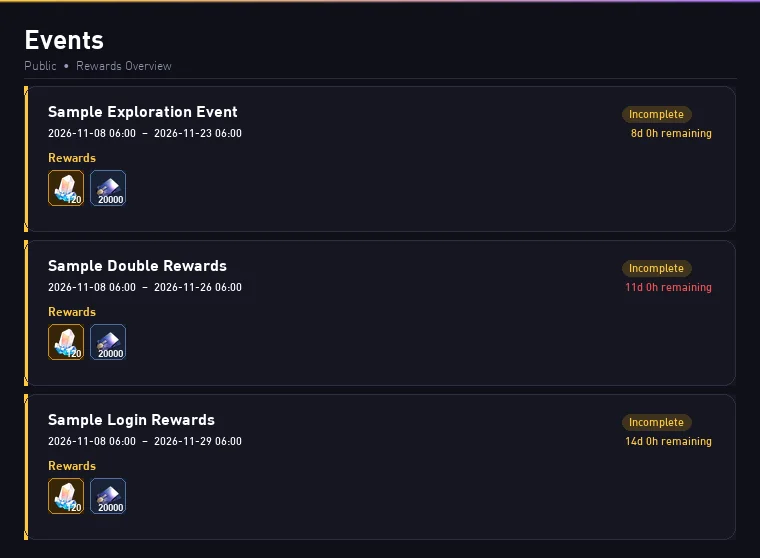 Events
Public • Rewards Overview
Sample Exploration Event
Incomplete
2026-11-08 06:00 – 2026-11-23 06:00
8d 0h remaining
Rewards
120 20000
Sample Double Rewards
Incomplete
2026-11-08 06:00 – 2026-11-26 06:00
11d 0h remaining
Rewards
120 20000
Sample Login Rewards
Incomplete
2026-11-08 06:00 – 2026-11-29 06:00
14d 0h remaining
Rewards
120 20000